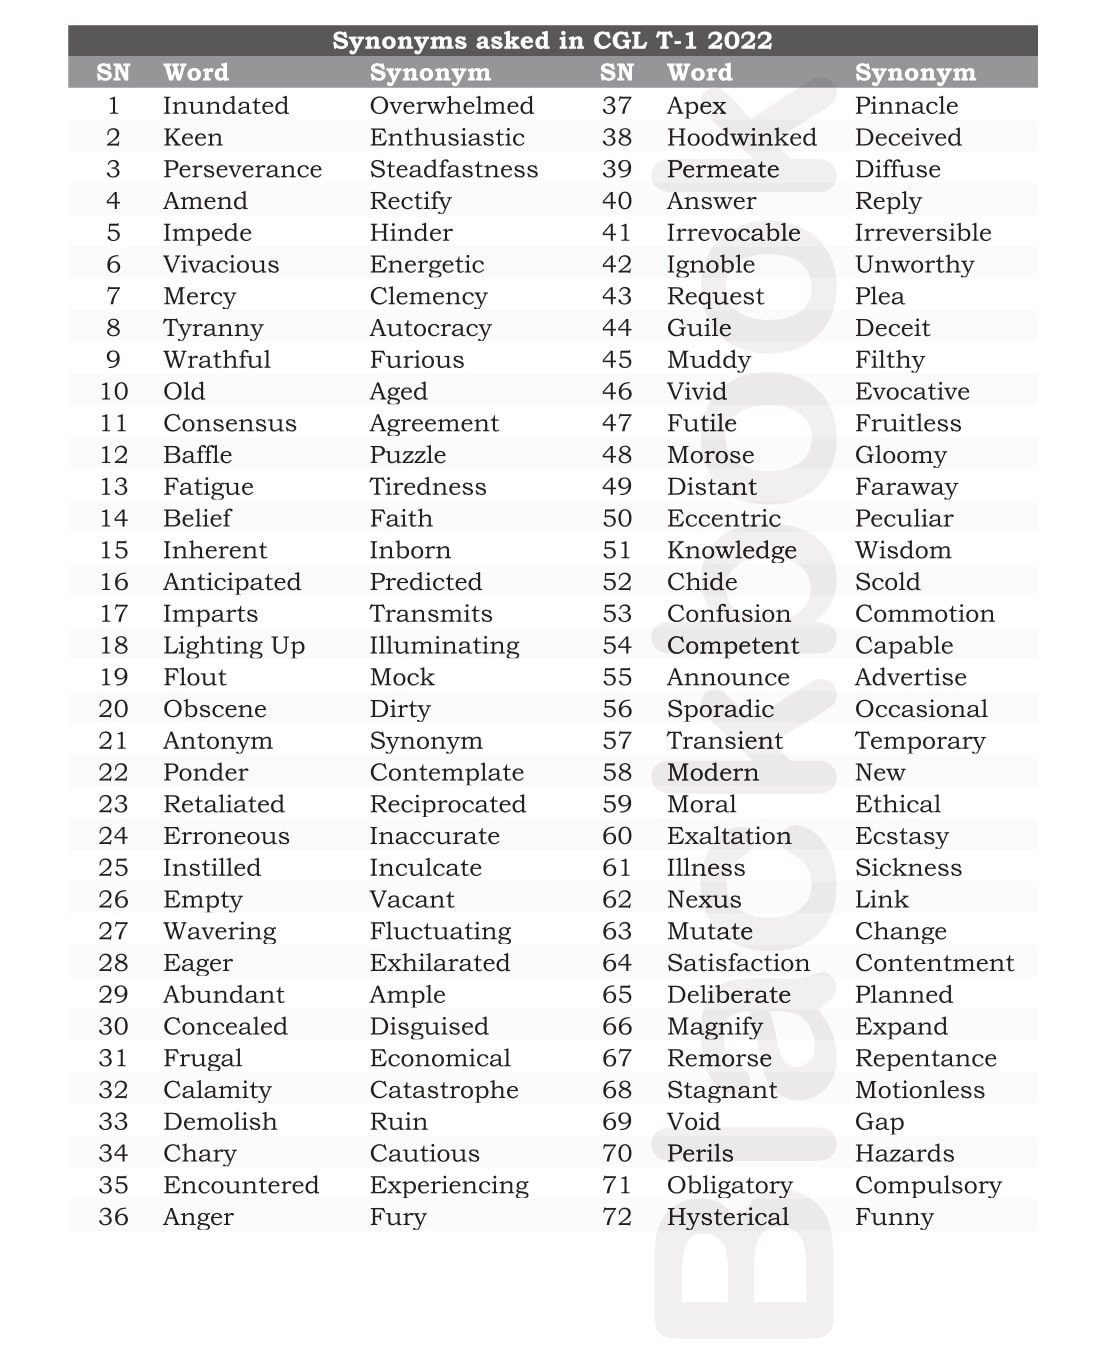 Synonyms asked in CGL T-1 2022
SN Word Synonym SN Word Synonym
1 Inundated Overwhelmed 37 Apex Pinnacle
2 Keen Enthusiastic 38 Hoodwinked Deceived
3 Perseverance Steadfastness 39 Permeate Diffuse
4 Amend Rectify 40 Answer Reply
5 Impede Hinder 41 Irrevocable Irreversible
6 Vivacious Energetic 42 Ignoble Unworthy
7 Mercy Clemency 43 Request Plea
8 Tyranny Autocracy 44 Guile Deceit
9 Wrathful Furious 45 Muddy Filthy
10 Old Aged 46 Vivid Evocative
11 Consensus Agreement 47 Futile Fruitless
12 Baffle Puzzle 48 Morose Gloomy
13 Fatigue Tiredness 49 Distant Faraway
14 Belief Faith 50 Eccentric Peculiar
15 Inherent Inborn 51 Knowledge Wisdom
16 Anticipated Predicted 52 Chide Scold
17 Imparts Transmits 53 Confusion Commotion
18 Lighting Up Illuminating 54 Competent Capable
19 Flout Mock 55 Announce Advertise
20 Obscene Dirty 56 Sporadic Occasional
21 Antonym Synonym 57 Transient Temporary
22 Ponder Contemplate 58 Modern New
23 Retaliated Reciprocated 59 Moral Ethical
24 Erroneous Inaccurate 60 Exaltation Ecstasy
25 Instilled Inculcate 61 Illness Sickness
26 Empty Vacant 62 Nexus Link
27 Wavering Fluctuating 63 Mutate Change
28 Eager Exhilarated 64 Satisfaction Contentment
29 Abundant Ample 65 Deliberate Planned
30 Concealed Disguised 66 Magnify Expand
31 Frugal Economical 67 Remorse Repentance
32 Calamity Catastrophe 68 Stagnant Motionless
33 Demolish Ruin 69 Void Gap
34 Chary Cautious 70 Perils Hazards
35 Encountered Experiencing 71 Obligatory Compulsory
36 Anger Fury 72 Hysterical Funny
Blackbook